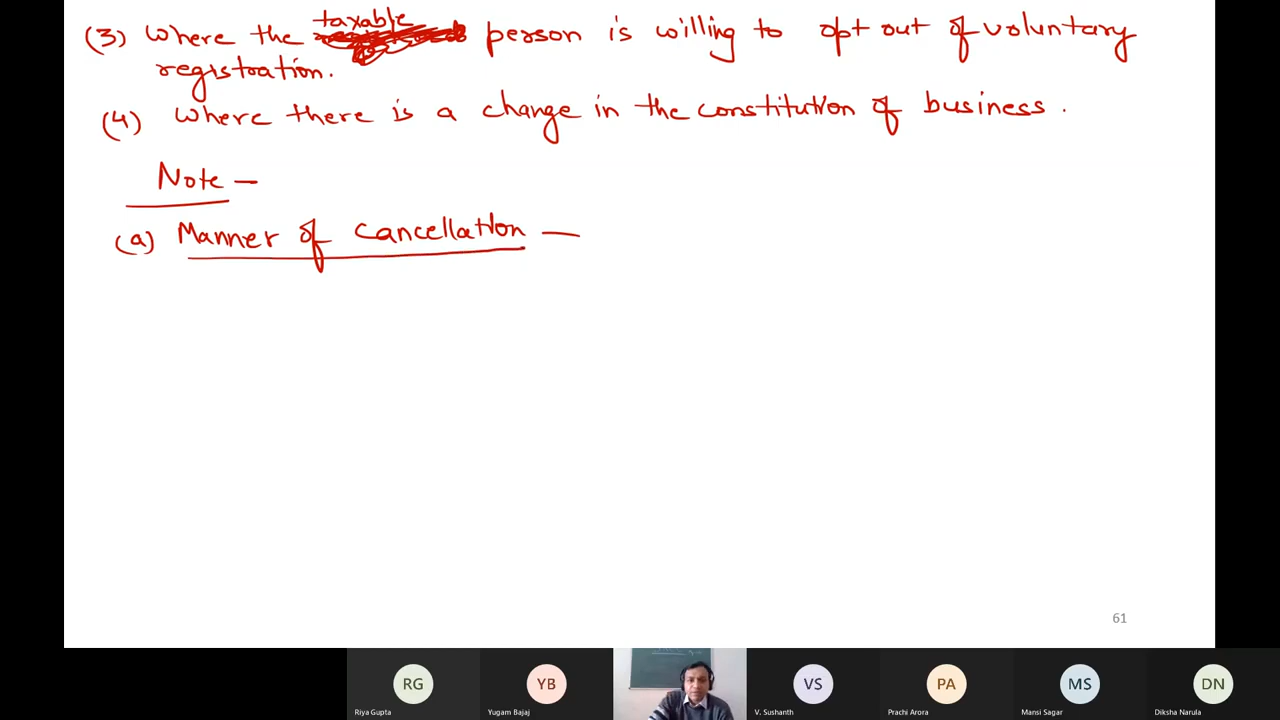 taxable
(3) Where the person is willing to opt out of voluntary
registration.
(4) Where there is a change in the constitution of business.
Note -
(a) Manner of Cancellation -
61
RG YB VS PA MS DN
Riya Gupta Yugam Bajaj V. Sushanth Prachi Arora Mansi Sagar Diksha Narula